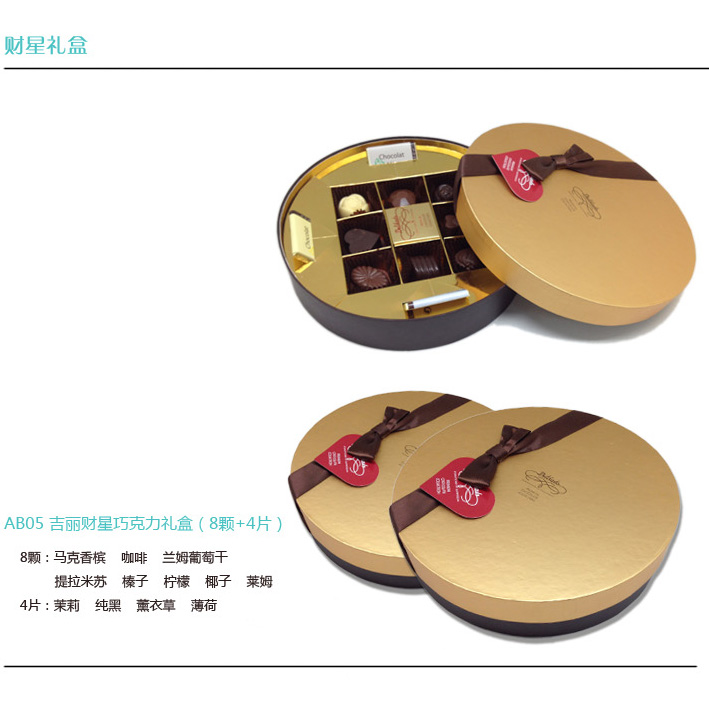 财星礼盒
Chocolat
Chocolat
AB05 吉丽财星巧克力礼盒（8颗+4片）
8颗：马克香槟 咖啡 兰姆葡萄干
提拉米苏 榛子 柠檬 椰子 莱姆
4片：茉莉 纯黑 薰衣草 薄荷